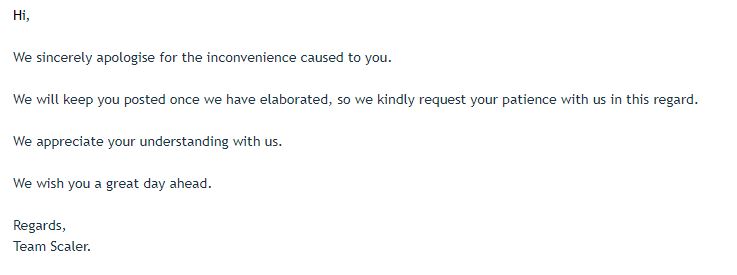 Hi,
We sincerely apologise for the inconvenience caused to you.
We will keep you posted once we have elaborated, so we kindly request your patience with us in this regard.
We appreciate your understanding with us.
We wish you a great day ahead.
Regards,
Team Scaler.